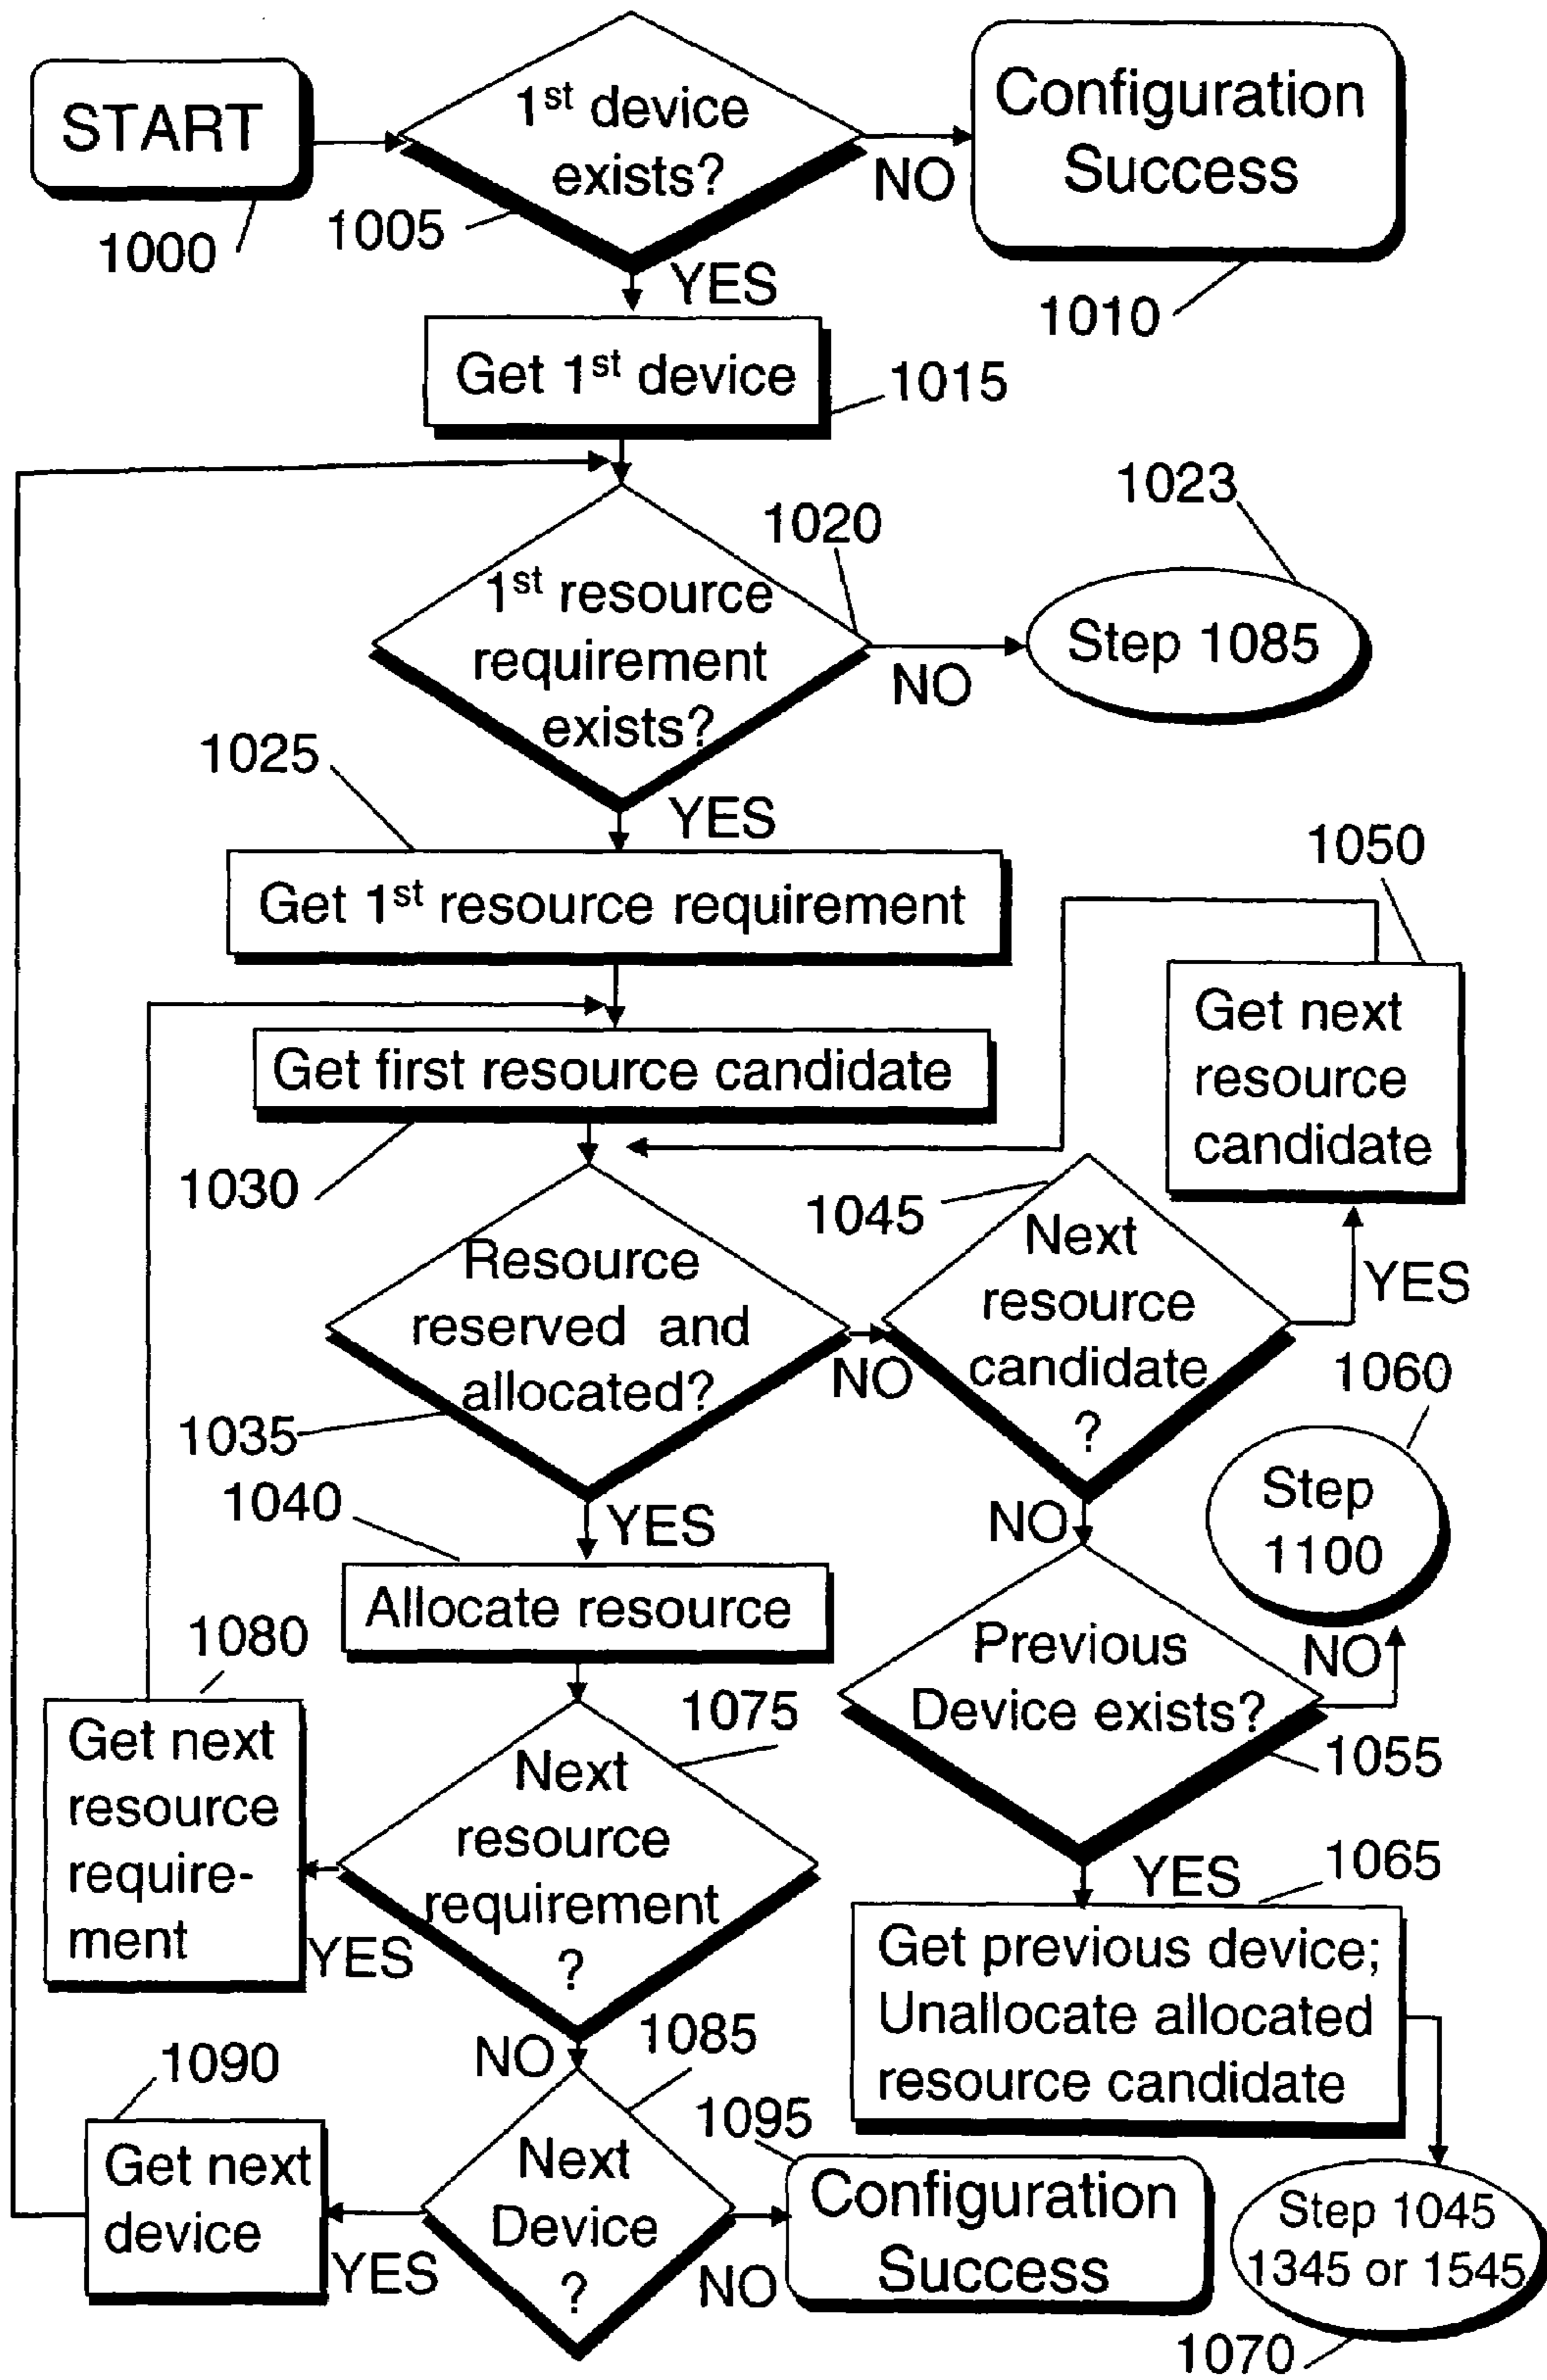 START
1000
1st device
exists?
1005
NO
Configuration
Success
1010
YES
Get 1st device
1015
1020
1st resource
requirement
exists?
NO
1023
Step 1085
YES
1025
Get 1st resource requirement
Get first resource candidate
1030
1050
Get next
resource
candidate
Resource
reserved and
allocated?
1035
NO
1045
Next
resource
candidate
?
YES
1060
Step
1100
NO
1040
YES
Allocate resource
Previous
Device exists?
NO
1055
1080
Get next
resource
require-
ment
1075
Next
resource
requirement
?
YES
YES
1065
Get previous device;
Unallocate allocated
resource candidate
NO
1085
1090
Get next
device
Next
Device
?
YES
NO
1095
Configuration
Success
Step 1045
1345 or 1545
1070